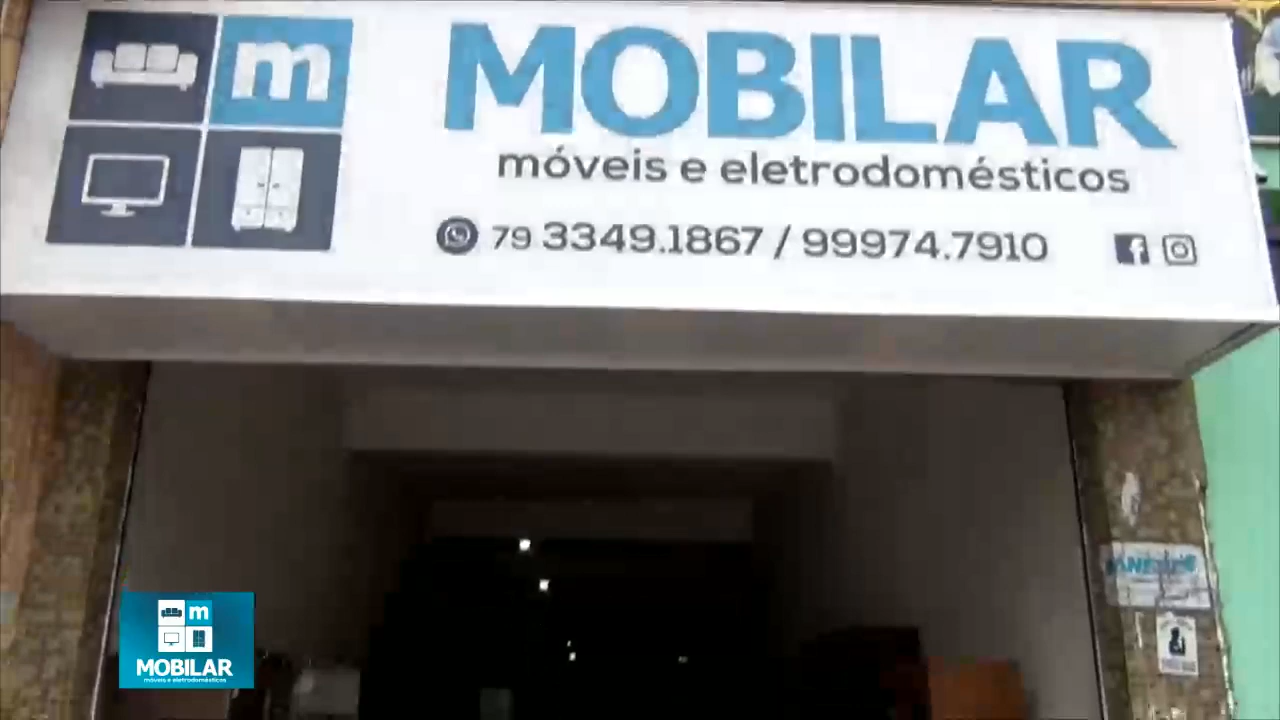 m
MOBILAR
móveis e eletrodomésticos
79 3349.1867 / 99974.7910
m
MOBILAR
móveis e eletrodomésticos